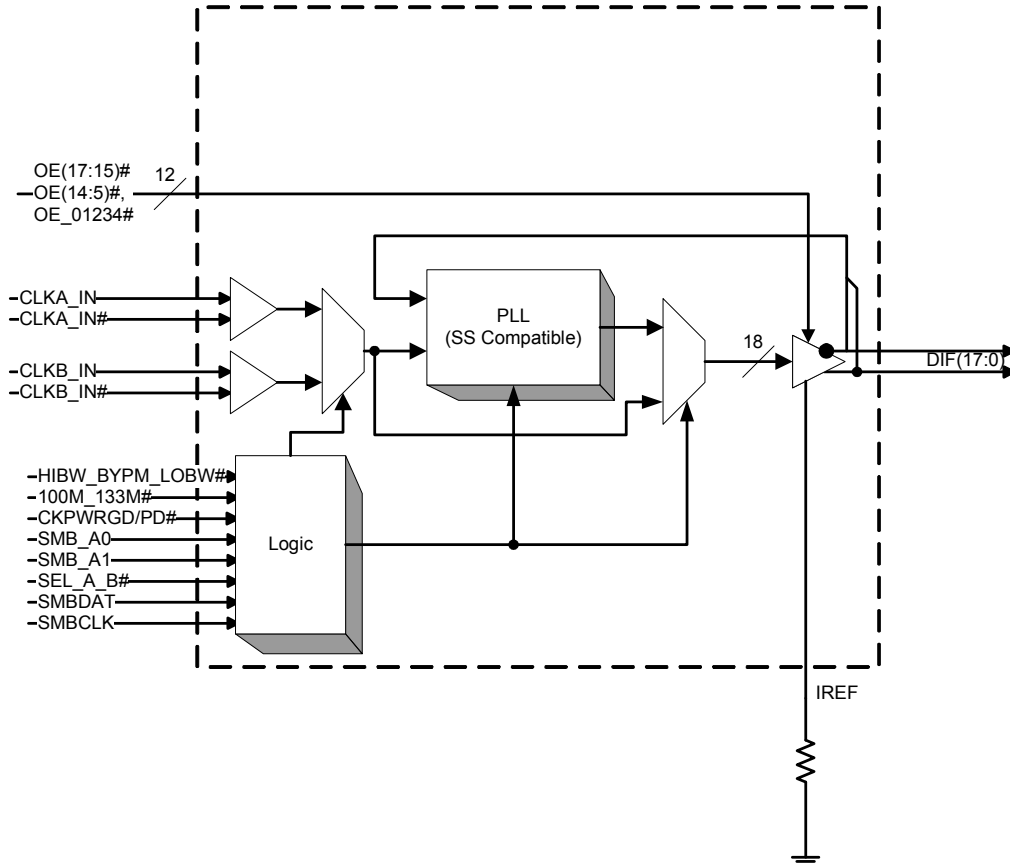 OE(17:15)#
OE(14:5)#,
OE_01234#
12
CLKA_IN
CLKA_IN#
PLL
(SS Compatible)
18
DIF(17:0)
CLKB_IN
CLKB_IN#
HIBW_BYPM_LOBW#
100M_133M#
CKPWRGD/PD#
SMB_A0
SMB_A1
SEL_A_B#
SMBDAT
SMBCLK
Logic
IREF